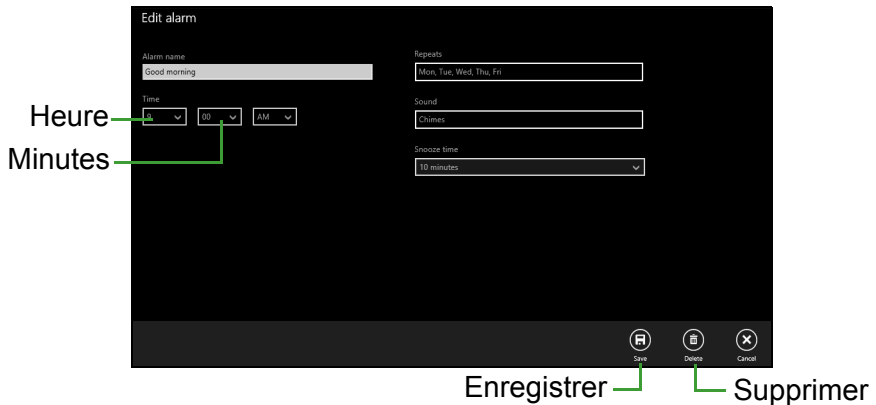 Edit alarm
Alarm name
Good morning
Time
9 00 AM
Repeats
Mon, Tue, Wed, Thu, Fri
Sound
Chimes
Snooze time
10 minutes
Heure
Minutes
Save Delete Cancel
Enregistrer Supprimer